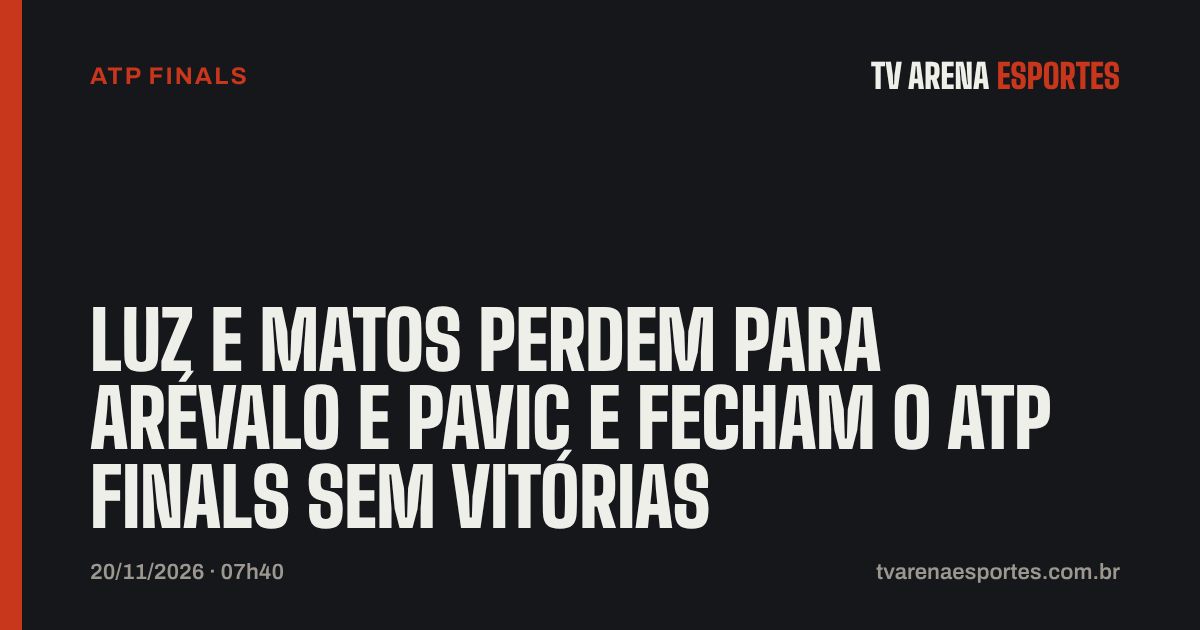 ATP FINALS
TV ARENA ESPORTES
LUZ E MATOS PERDEM PARA
ARÉVALO E PAVIC E FECHAM O ATP
FINALS SEM VITÓRIAS
20/11/2026 · 07h40
tvarenaesportes.com.br